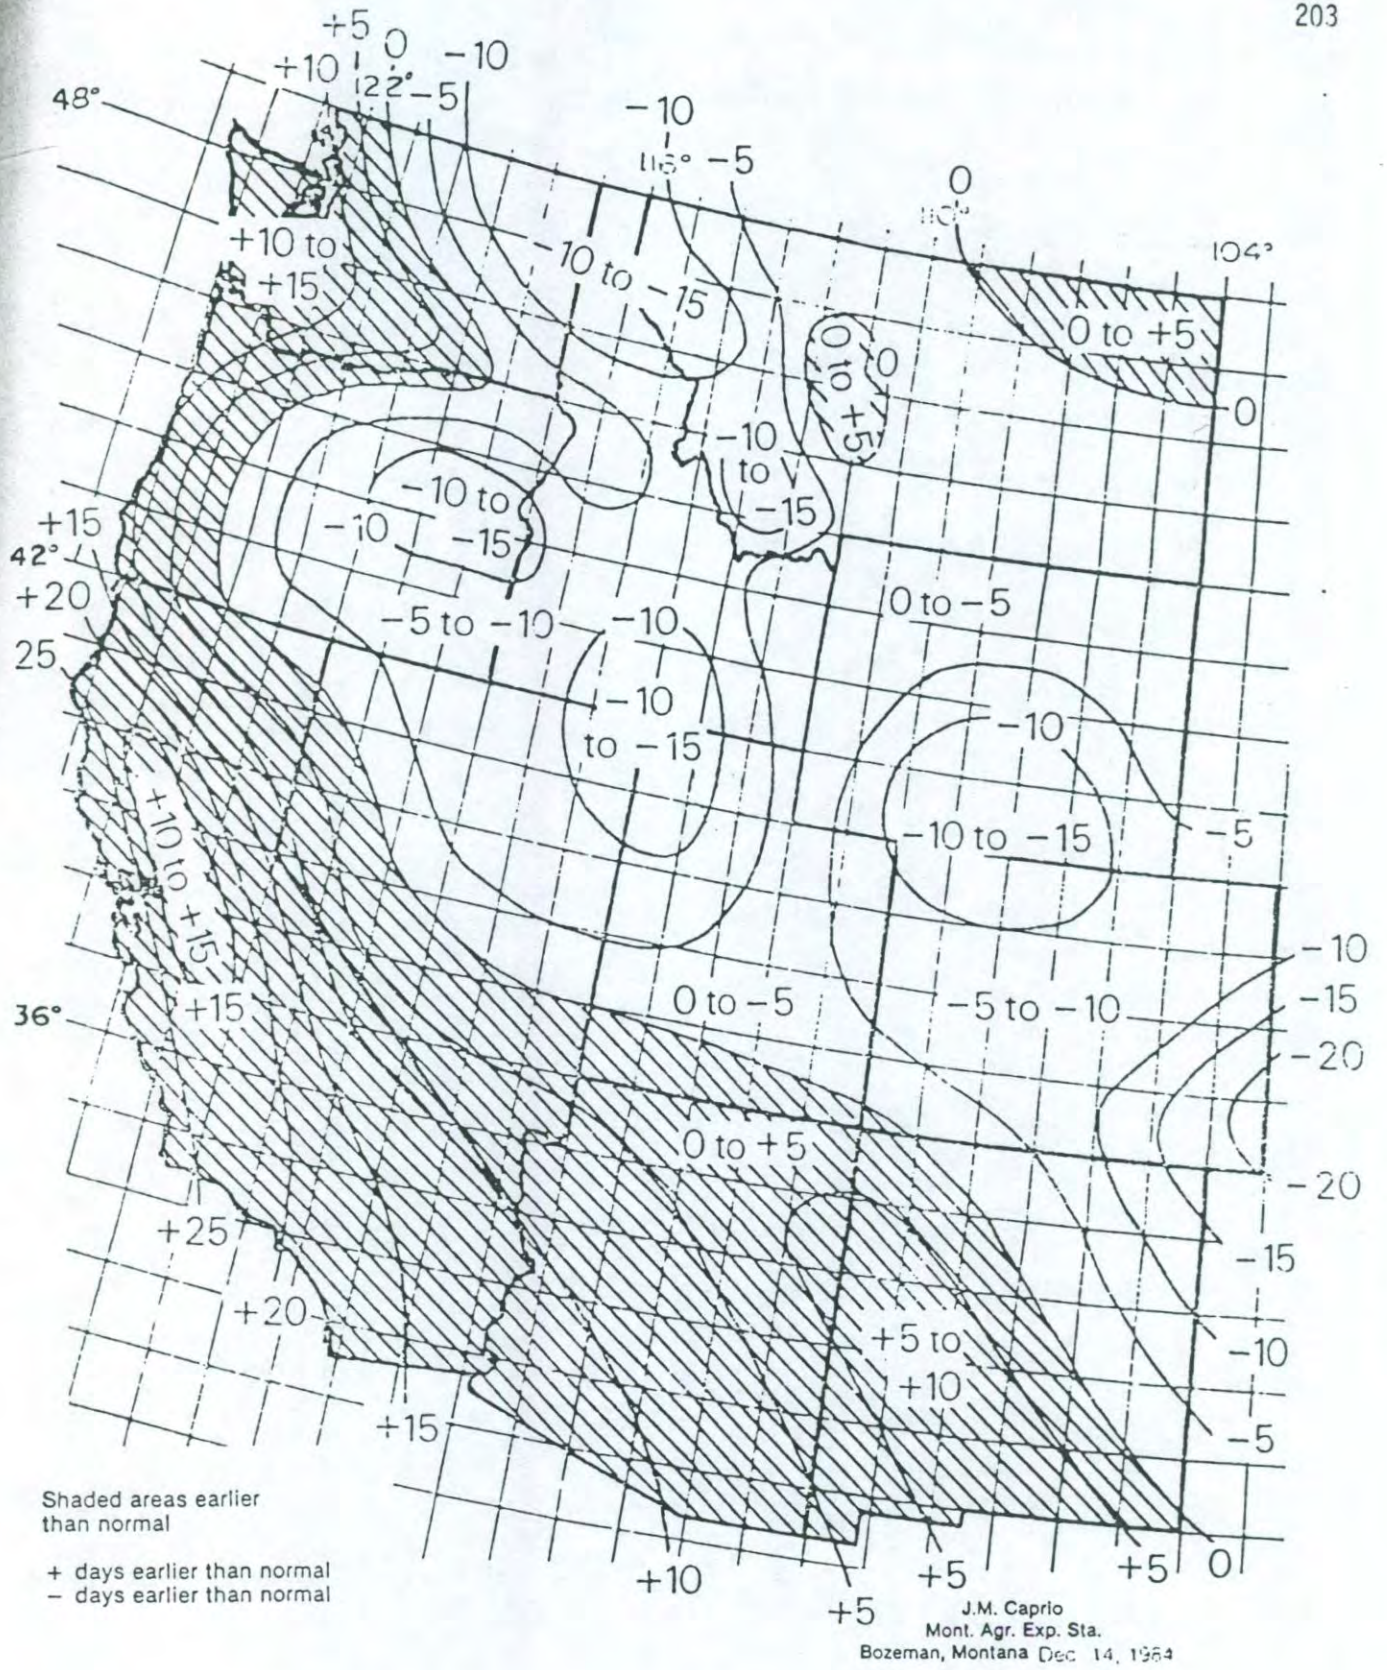 203
+5
0
-10
+10
122°
-5
48°
-10
116°
-5
0
110°
104°
+10 to
+15
-10 to -15
0 to +5
0
0 to +5
0
-10
to
-15
-10 to
-15
-10
+15
42°
+20
25
-5 to -10
-10
0 to -5
-10
to -15
-10
-10 to -15
-5
+10 to +15
-10
-15
-20
+15
36°
0 to -5
-5 to -10
0 to +5
-20
+25
-15
+20
+5 to
+10
-10
+15
-5
Shaded areas earlier
than normal
+ days earlier than normal
- days earlier than normal
+10
+5
+5
+5
0
J.M. Caprio
Mont. Agr. Exp. Sta.
Bozeman, Montana Dec 14, 1984